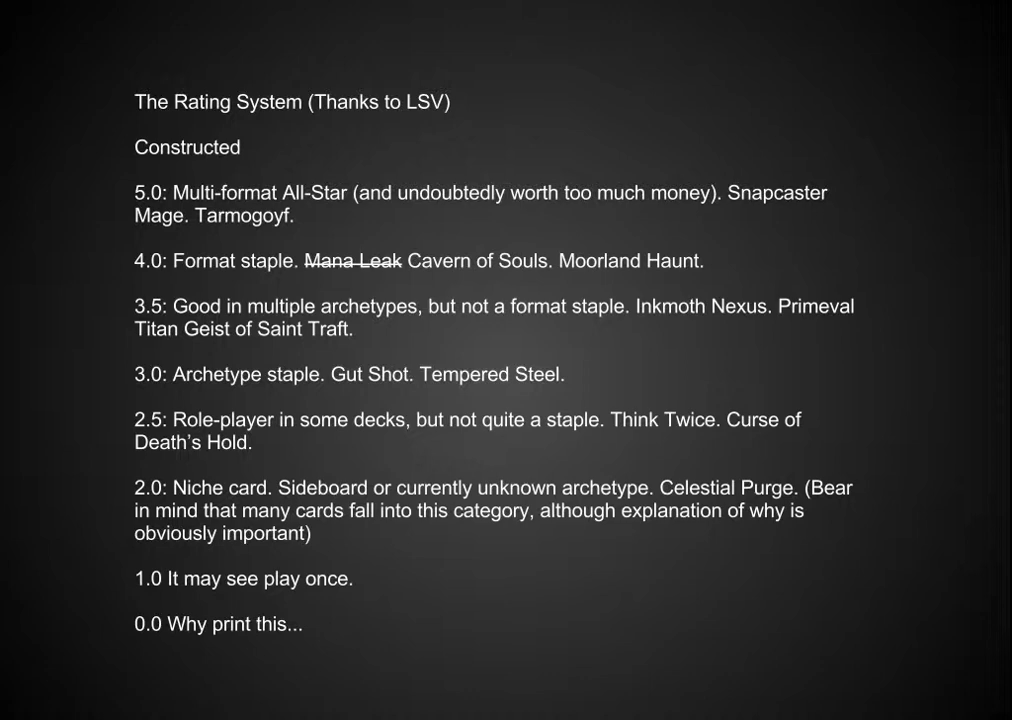 The Rating System (Thanks to LSV)
Constructed
5.0: Multi-format All-Star (and undoubtedly worth too much money). Snapcaster
Mage. Tarmogoyf.
4.0: Format staple. Mana Leak Cavern of Souls. Moorland Haunt.
3.5: Good in multiple archetypes, but not a format staple. Inkmoth Nexus. Primeval
Titan Geist of Saint Traft.
3.0: Archetype staple. Gut Shot. Tempered Steel.
2.5: Role-player in some decks, but not quite a staple. Think Twice. Curse of
Death’s Hold.
2.0: Niche card. Sideboard or currently unknown archetype. Celestial Purge. (Bear
in mind that many cards fall into this category, although explanation of why is
obviously important)
1.0 It may see play once.
0.0 Why print this...